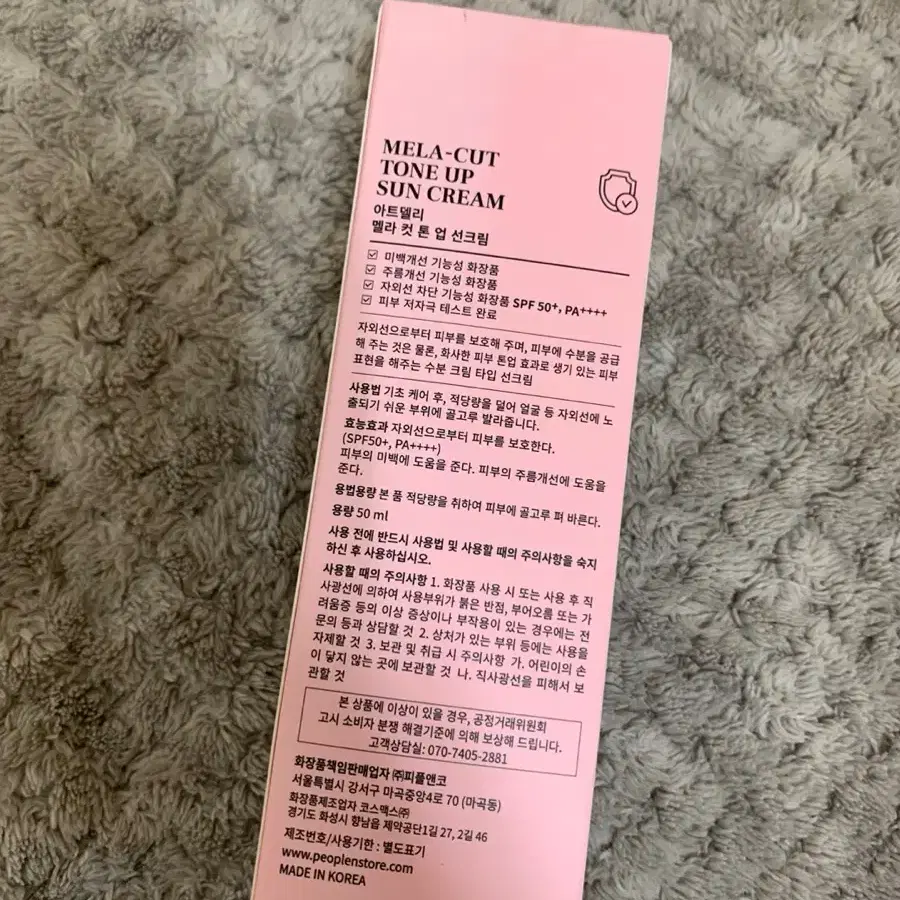 MELA-CUT
TONE UP
SUN CREAM
아트델리
멜라 컷 톤 업 선크림
미백개선 기능성 화장품
주름개선 기능성 화장품
자외선 차단 기능성 화장품 SPF 50+, PA++++
피부 저자극 테스트 완료
자외선으로부터 피부를 보호해 주며, 피부에 수분을 공급
해 주는 것은 물론, 화사한 피부 톤업 효과로 생기 있는 피부
표현을 해주는 수분 크림 타입 선크림
사용법 기초 케어 후, 적당량을 덜어 얼굴 등 자외선에 노
출되기 쉬운 부위에 골고루 발라줍니다.
효능효과 자외선으로부터 피부를 보호한다.
(SPF50+, PA++++)
피부의 미백에 도움을 준다. 피부의 주름개선에 도움을
준다.
용법용량 본 품 적당량을 취하여 피부에 골고루 펴 바른다.
용량 50 ml
사용 전에 반드시 사용법 및 사용할 때의 주의사항을 숙지
하신 후 사용하십시오.
사용할 때의 주의사항 1. 화장품 사용 시 또는 사용 후 직
사광선에 의하여 사용부위가 붉은 반점, 부어오름 또는 가
려움증 등의 이상 증상이나 부작용이 있는 경우에는 전
문의 등과 상담할 것 2. 상처가 있는 부위 등에는 사용을
자제할 것 3. 보관 및 취급 시 주의사항 가. 어린이의 손
이 닿지 않는 곳에 보관할 것 나. 직사광선을 피해서 보
관할 것
본 상품에 이상이 있을 경우, 공정거래위원회
고시 소비자 분쟁 해결기준에 의해 보상해 드립니다.
고객상담실: 070-7405-2881
화장품책임판매업자 ㈜피플앤코
서울특별시 강서구 마곡중앙4로 70 (마곡동)
화장품제조업자 코스맥스㈜
경기도 화성시 향남읍 제약공단1길 27, 2길 46
제조번호/사용기한 : 별도표기
www.peoplenstore.com
MADE IN KOREA